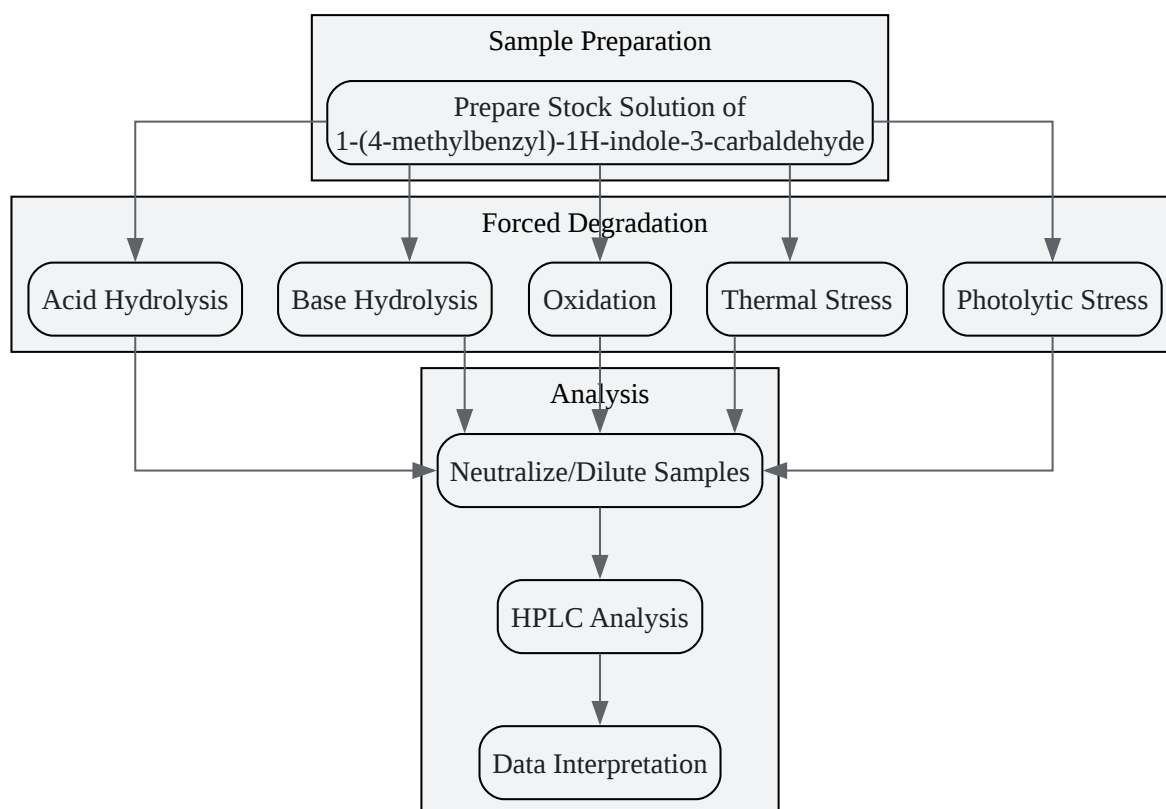 Sample Preparation
Prepare Stock Solution of
1-(4-methylbenzyl)-1H-indole-3-carbaldehyde
Forced Degradation
Acid Hydrolysis
Base Hydrolysis
Oxidation
Thermal Stress
Photolytic Stress
Analysis
Neutralize/Dilute Samples
HPLC Analysis
Data Interpretation